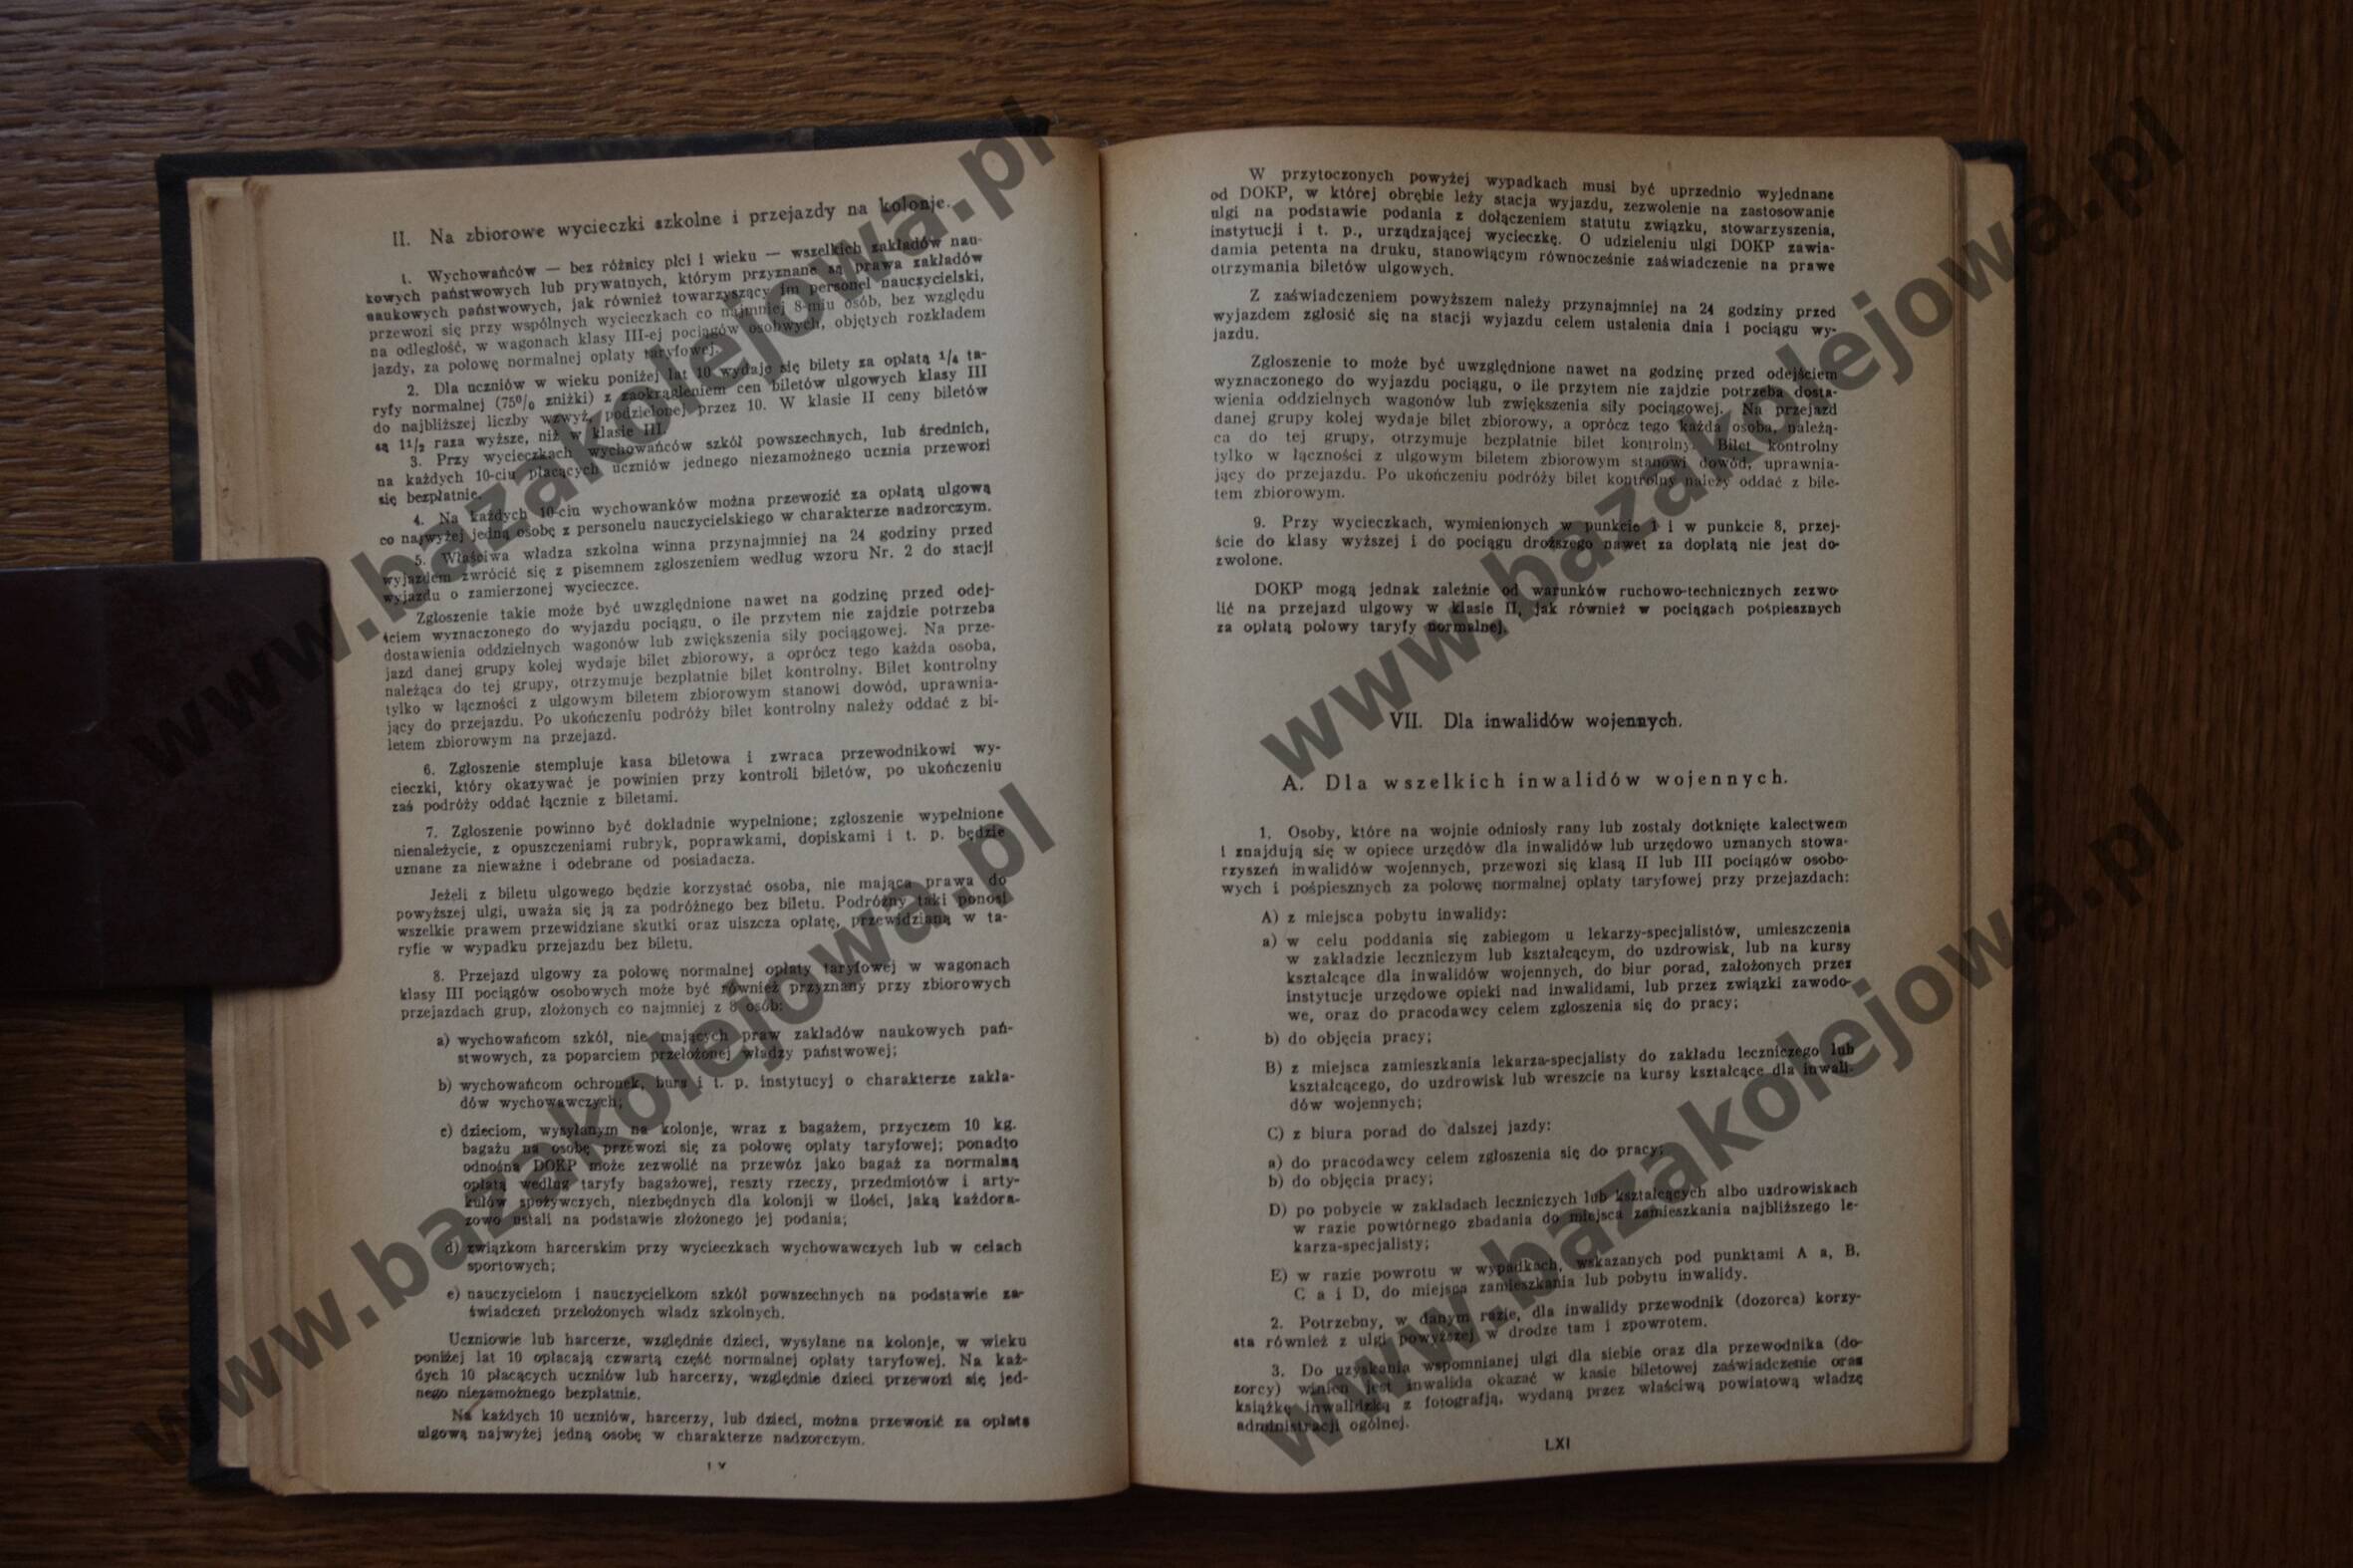 II. Na zbiorowe wycieczki szkolne i przejazdy na kolonje.
1. Wychowańców — bez różnicy płci i wieku — wszelkich zakładów nau-
kowych państwowych lub prywatnych, którym przyznane są prawa zakładów
naukowych państwowych, jak również towarzyszący im personel nauczycielski,
przewozi się przy wspólnych wycieczkach co najmniej 8-miu osób, bez względu
na odległość, w wagonach klasy III-ej pociągów osobowych, objętych rozkładem
jazdy, za połowę normalnej opłaty taryfowej.
2. Dla uczniów w wieku poniżej lat 10 wydaje się bilety za opłatą 1/4 ta-
ryfy normalnej (75% zniżki) z zaokrągleniem cen biletów ulgowych klasy III
do najbliższej liczby wzwyż, podzielonej przez 10. W klasie II ceny biletów
są 1 1/2 raza wyższe, niż w klasie III.
3. Przy wycieczkach wychowańców szkół powszechnych, lub średnich,
na każdych 10-ciu płacących uczniów jednego niezamożnego ucznia przewozi
się bezpłatnie.
4. Na każdych 10-ciu wychowanków można przewozić za opłatą ulgową
co najwyżej jedną osobę z personelu nauczycielskiego w charakterze nadzorczym.
5. Właściwa władza szkolna winna przynajmniej na 24 godziny przed
wyjazdem zwrócić się z pisemnem zgłoszeniem według wzoru Nr. 2 do stacji
wyjazdu o zamierzonej wycieczce.
Zgłoszenie takie może być uwzględnione nawet na godzinę przed odej-
ściem wyznaczonego do wyjazdu pociągu, o ile przytem nie zajdzie potrzeba
dostawienia oddzielnych wagonów lub zwiększenia siły pociągowej. Na prze-
jazd danej grupy kolej wydaje bilet zbiorowy, a oprócz tego każda osoba,
należąca do tej grupy, otrzymuje bezpłatnie bilet kontrolny. Bilet kontrolny
tylko w łączności z ulgowym biletem zbiorowym stanowi dowód, uprawnia-
jący do przejazdu. Po ukończeniu podróży bilet kontrolny należy oddać z bi-
letem zbiorowym na przejazd.
6. Zgłoszenie stempluje kasa biletowa i zwraca przewodnikowi wy-
cieczki, który okazywać je powinien przy kontroli biletów, po ukończeniu
zaś podróży oddać łącznie z biletami.
7. Zgłoszenie powinno być dokładnie wypełnione; zgłoszenie wypełnione
nienależycie, z opuszczeniami rubryk, poprawkami, dopiskami i t. p. będzie
uznane za nieważne i odebrane od posiadacza.
Jeżeli z biletu ulgowego będzie korzystać osoba, nie mająca prawa do
powyższej ulgi, uważa się ją za podróżnego bez biletu. Podróżny taki ponosi
wszelkie prawem przewidziane skutki oraz uiszcza opłatę, przewidzianą w ta-
ryfie w wypadku przejazdu bez biletu.
8. Przejazd ulgowy za połowę normalnej opłaty taryfowej w wagonach
klasy III pociągów osobowych może być również przyznany przy zbiorowych
przejazdach grup, złożonych co najmniej z 8 osób:
a) wychowańcom szkół, nie mających praw zakładów naukowych pań-
stwowych, za poparciem przełożonej władzy państwowej;
b) wychowańcom ochronek, burs i t. p. instytucyj o charakterze zakła-
dów wychowawczych;
c) dzieciom, wysyłanym na kolonje, wraz z bagażem, przyczem 10 kg.
bagażu na osobę przewozi się za połowę opłaty taryfowej; ponadto
odnośna DOKP może zezwolić na przewóz jako bagaż za normalną
opłatą według taryfy bagażowej, reszty rzeczy, przedmiotów i arty-
kułów spożywczych, niezbędnych dla kolonji w ilości, jaką każdora-
zowo ustali na podstawie złożonego jej podania;
d) związkom harcerskim przy wycieczkach wychowawczych lub w celach
sportowych;
e) nauczycielom i nauczycielkom szkół powszechnych na podstawie za-
świadczeń przełożonych władz szkolnych.
Uczniowie lub harcerze, względnie dzieci, wysyłane na kolonje, w wieku
poniżej lat 10 opłacają czwartą część normalnej opłaty taryfowej. Na każ-
dych 10 płacących uczniów lub harcerzy, względnie dzieci przewozi się jed-
nego niezamożnego bezpłatnie.
Na każdych 10 uczniów, harcerzy, lub dzieci, można przewozić za opłatą
ulgową najwyżej jedną osobę w charakterze nadzorczym.
W przytoczonych powyżej wypadkach musi być uprzednio wyjednane
od DOKP, w której obrębie leży stacja wyjazdu, zezwolenie na zastosowanie
ulgi na podstawie podania z dołączeniem statutu związku, stowarzyszenia,
instytucji i t. p., urządzającej wycieczkę. O udzieleniu ulgi DOKP zawia-
damia petenta na druku, stanowiącym równocześnie zaświadczenie na prawo
otrzymania biletów ulgowych.
Z zaświadczeniem powyższem należy przynajmniej na 24 godziny przed
wyjazdem zgłosić się na stacji wyjazdu celem ustalenia dnia i pociągu wy-
jazdu.
Zgłoszenie to może być uwzględnione nawet na godzinę przed odejściem
wyznaczonego do wyjazdu pociągu, o ile przytem nie zajdzie potrzeba dosta-
wienia oddzielnych wagonów lub zwiększenia siły pociągowej. Na przejazd
danej grupy kolej wydaje bilet zbiorowy, a oprócz tego każda osoba, należą-
ca do tej grupy, otrzymuje bezpłatnie bilet kontrolny. Bilet kontrolny
tylko w łączności z ulgowym biletem zbiorowym stanowi dowód, uprawnia-
jący do przejazdu. Po ukończeniu podróży bilet kontrolny należy oddać z bile-
tem zbiorowym.
9. Przy wycieczkach, wymienionych w punkcie 1 i w punkcie 8, przej-
ście do klasy wyższej i do pociągu droższego nawet za dopłatą nie jest do-
zwolone.
DOKP mogą jednak zależnie od warunków ruchowo-technicznych zezwo-
lić na przejazd ulgowy w klasie II, jak również w pociągach pośpiesznych
za opłatą połowy taryfy normalnej.
VII. Dla inwalidów wojennych.
A. Dla wszelkich inwalidów wojennych.
1. Osoby, które na wojnie odniosły rany lub zostały dotknięte kalectwem
i znajdują się w opiece urzędów dla inwalidów lub urzędowo uznanych stowa-
rzyszeń inwalidów wojennych, przewozi się klasą II lub III pociągów osobo-
wych i pośpiesznych za połowę normalnej opłaty taryfowej przy przejazdach:
A) z miejsca pobytu inwalidy:
a) w celu poddania się zabiegom u lekarzy-specjalistów, umieszczenia
w zakładzie leczniczym lub kształcącym, do uzdrowisk, lub na kursy
kształcące dla inwalidów wojennych, do biur porad, założonych przez
instytucje urzędowe opieki nad inwalidami, lub przez związki zawodo-
we, oraz do pracodawcy celem zgłoszenia się do pracy;
b) do objęcia pracy;
B) z miejsca zamieszkania lekarza-specjalisty do zakładu leczniczego lub
kształcącego, do uzdrowisk lub wreszcie na kursy kształcące dla inwali-
dów wojennych;
C) z biura porad do dalszej jazdy:
a) do pracodawcy celem zgłoszenia się do pracy;
b) do objęcia pracy;
D) po pobycie w zakładach leczniczych lub kształcących albo uzdrowiskach
w razie powtórnego zbadania do miejsca zamieszkania najbliższego le-
karza-specjalisty;
E) w razie powrotu w wypadkach, wskazanych pod punktami A a, B,
C a i D, do miejsca zamieszkania lub pobytu inwalidy.
2. Potrzebny, w danym razie, dla inwalidy przewodnik (dozorca) korzy-
sta również z ulgi powyższej w drodze tam i zpowrotem.
3. Do uzyskania wspomnianej ulgi dla siebie oraz dla przewodnika (do-
zorcy) winien jest inwalida okazać w kasie biletowej zaświadczenie oraz
książkę inwalidzką z fotografją, wydaną przez właściwą powiatową władzę
administracji ogólnej.
LXI
www.bazakolejowa.pl
www.bazakolejowa.pl
www.bazakolejowa.pl
www.bazakolejowa.pl